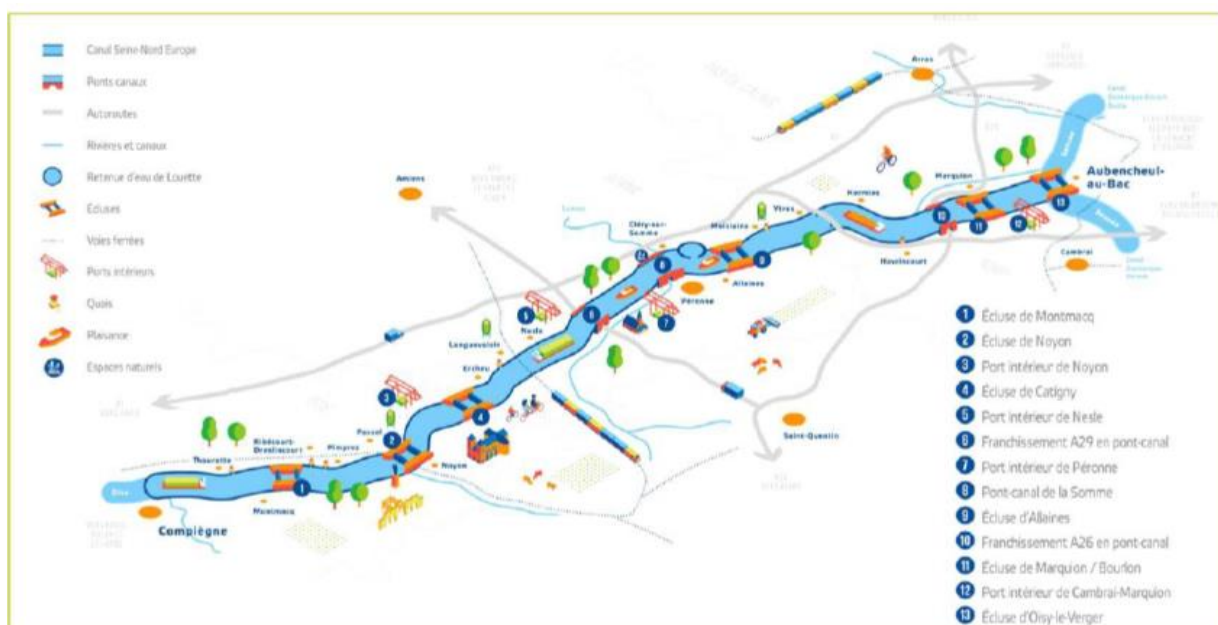 Canal Seine-Nord Europe
Ponts canaux
Autoroutes
Rivières et canaux
Retenue d'eau de Louette
Écluses
Voies ferrées
Ports intérieurs
Quais
Plaisance
Espaces naturels
Arras
Amiens
Aubencheul-
au-Bac
Marquion
Hermies
Ytres
Moislains
Cléry-sur-
Somme
Havrincourt
Cambrai
Allaines
Péronne
Nesle
Languevoisin
Ercheu
Saint-Quentin
Passel
Pimprez
Ribécourt-
Dreslincourt
Thourotte
Noyon
Montmacq
Oise
Compiègne
1 Écluse de Montmacq
2 Écluse de Noyon
3 Port intérieur de Noyon
4 Écluse de Catigny
5 Port intérieur de Nesle
6 Franchissement A29 en pont-canal
7 Port intérieur de Péronne
8 Pont-canal de la Somme
9 Écluse d'Allaines
10 Franchissement A26 en pont-canal
11 Écluse de Marquion / Bourlon
12 Port intérieur de Cambrai-Marquion
13 Écluse d'Oisy-le-Verger